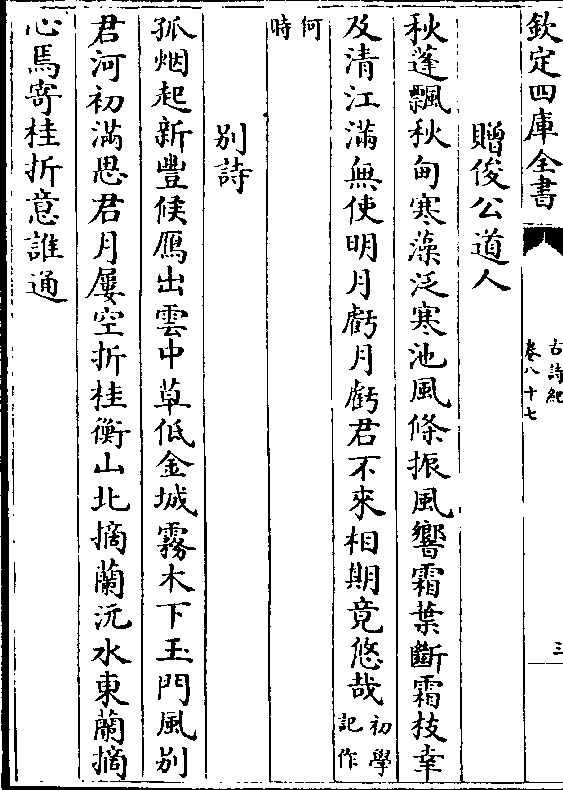 欽定四庫全書
古詩紀
卷八十七
三
贈俊公道人
秋蓬飄秋甸寒藻泛寒池風條振風響霜葉斷霜枝幸
及清江滿無使明月虧月虧君不來相期竟悠哉初學
記作
何
時
别詩
孤烟起新豐候鴈出雲中草低金城霧木下玉門風别
君河初滿思君月屢空折桂衡山北摘蘭沅水東蘭摘
心焉寄桂折意誰通